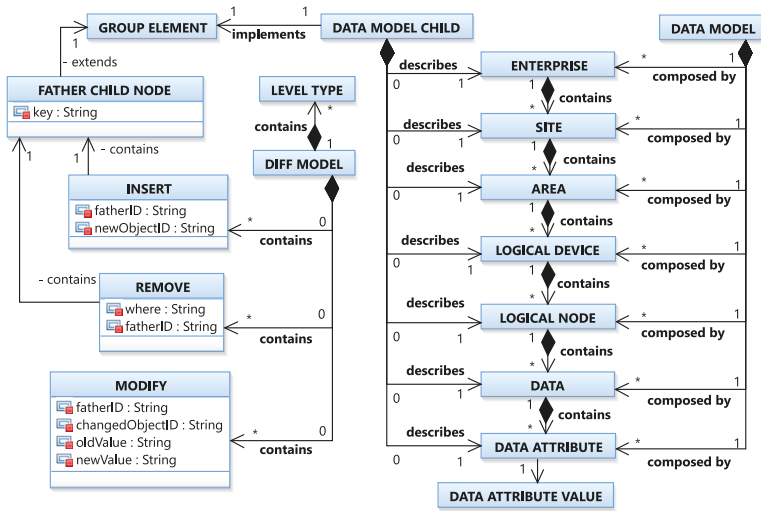 GROUP ELEMENT
1
1
implements
DATA MODEL CHILD
DATA MODEL
1
- extends
FATHER CHILD NODE
key : String
1
- contains
1
LEVEL TYPE
*
contains
1
DIFF MODEL
INSERT
fatherID : String
newObjectID : String
*
0
contains
- contains
REMOVE
where : String
fatherID : String
*
0
contains
MODIFY
fatherID : String
changedObjectID : String
oldValue : String
newValue : String
*
0
contains
describes
0
1
ENTERPRISE
*
1
composed by
1
contains
*
describes
0
1
SITE
*
1
composed by
1
contains
*
describes
0
1
AREA
*
1
composed by
1
contains
*
describes
0
1
LOGICAL DEVICE
*
1
composed by
1
contains
*
describes
0
1
LOGICAL NODE
*
1
composed by
1
contains
*
describes
0
1
DATA
*
1
composed by
1
contains
*
describes
0
1
DATA ATTRIBUTE
*
1
composed by
1
DATA ATTRIBUTE VALUE